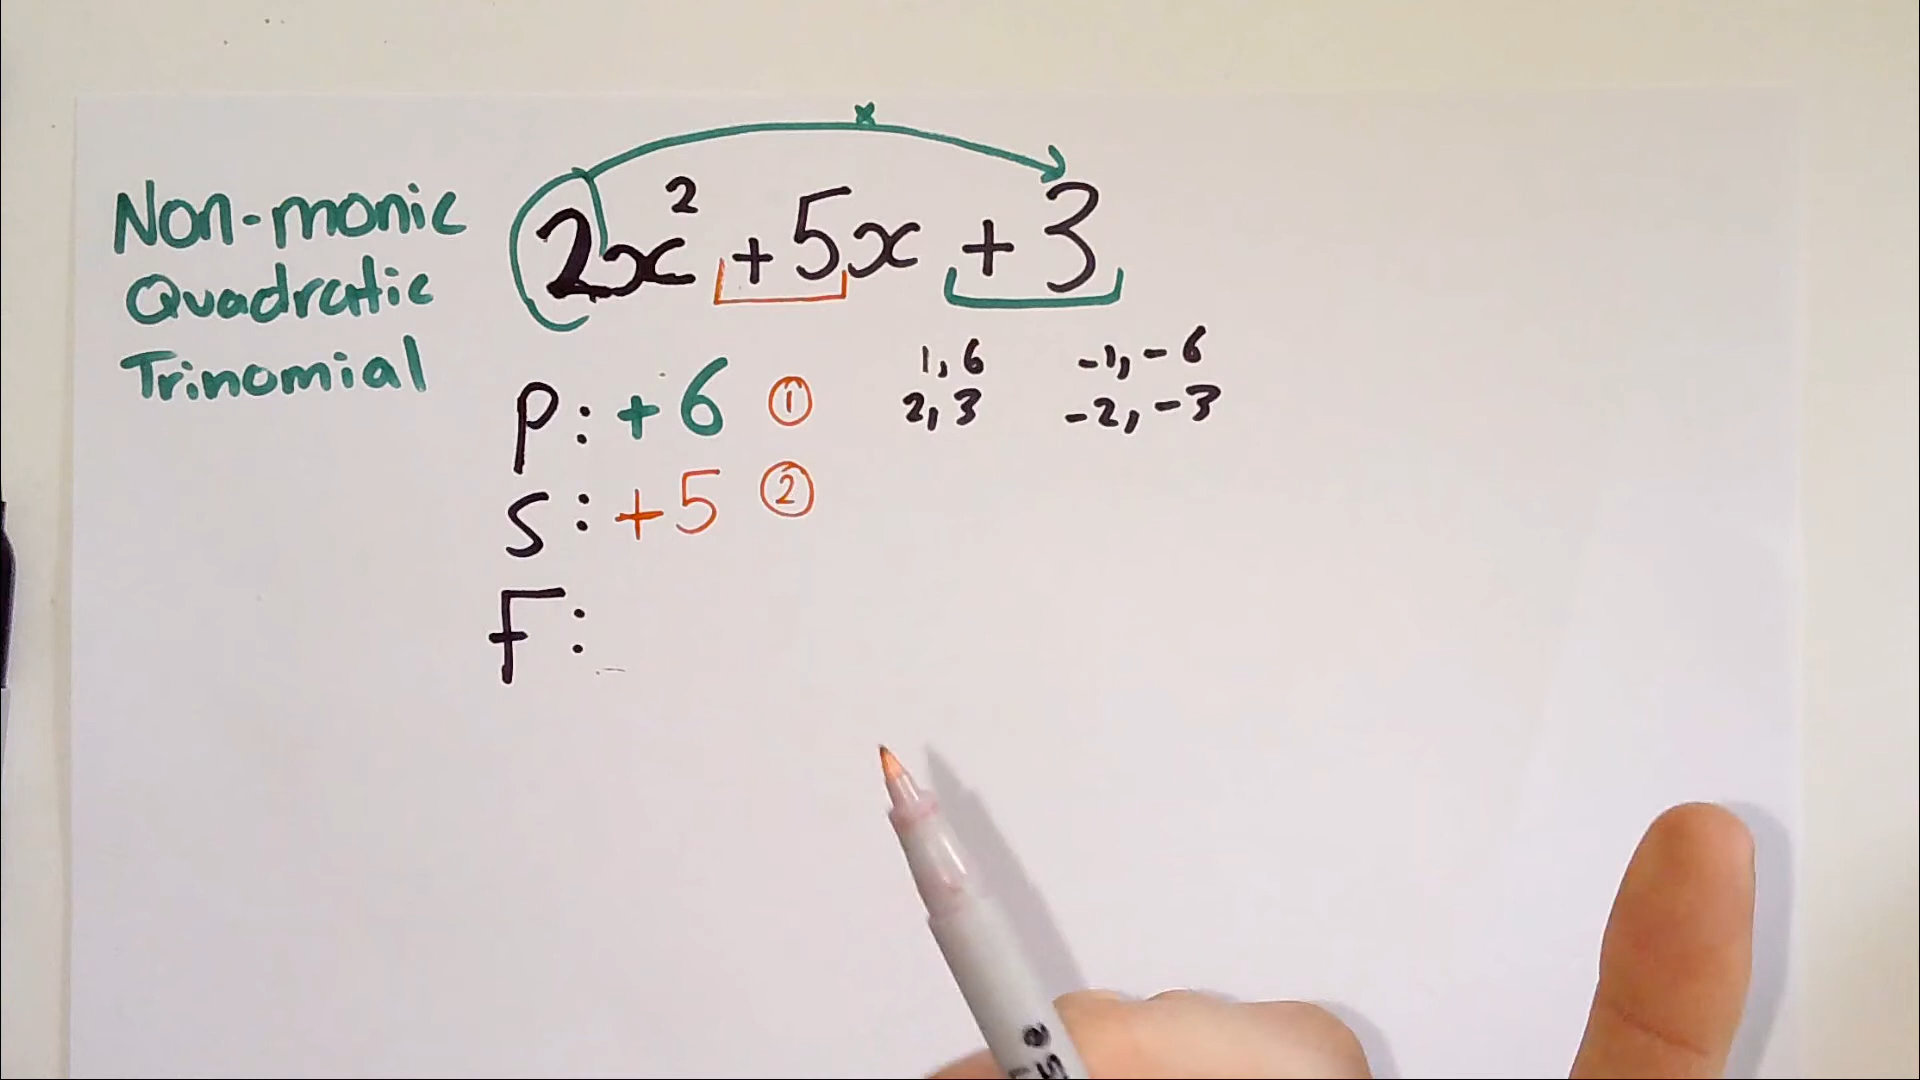 Non-monic
Quadratic
Trinomial
×
2x² + 5x + 3
P: +6 ①
S: +5 ②
F:
1, 6
2, 3
-1, -6
-2, -3